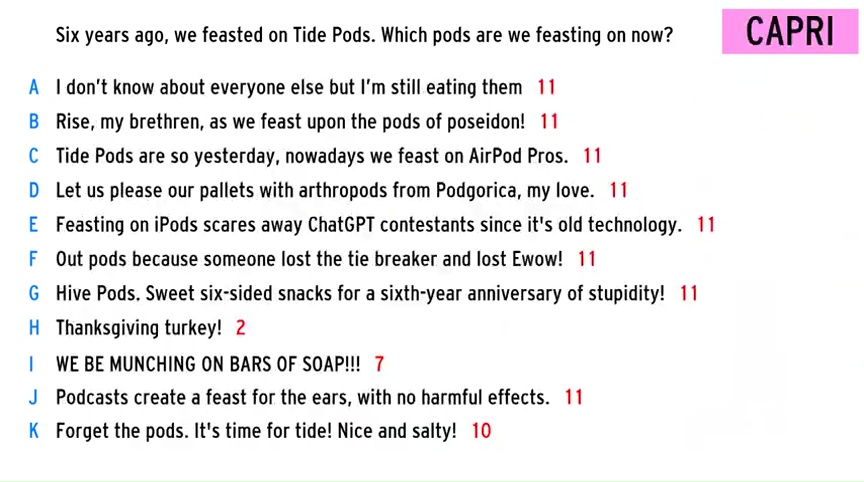 Six years ago, we feasted on Tide Pods. Which pods are we feasting on now?
CAPRI
A I don't know about everyone else but I'm still eating them 11
B Rise, my brethren, as we feast upon the pods of poseidon! 11
C Tide Pods are so yesterday, nowadays we feast on AirPod Pros. 11
D Let us please our pallets with arthropods from Podgorica, my love. 11
E Feasting on iPods scares away ChatGPT contestants since it's old technology. 11
F Out pods because someone lost the tie breaker and lost Ewow! 11
G Hive Pods. Sweet six-sided snacks for a sixth-year anniversary of stupidity! 11
H Thanksgiving turkey! 2
I WE BE MUNCHING ON BARS OF SOAP!!! 7
J Podcasts create a feast for the ears, with no harmful effects. 11
K Forget the pods. It's time for tide! Nice and salty! 10